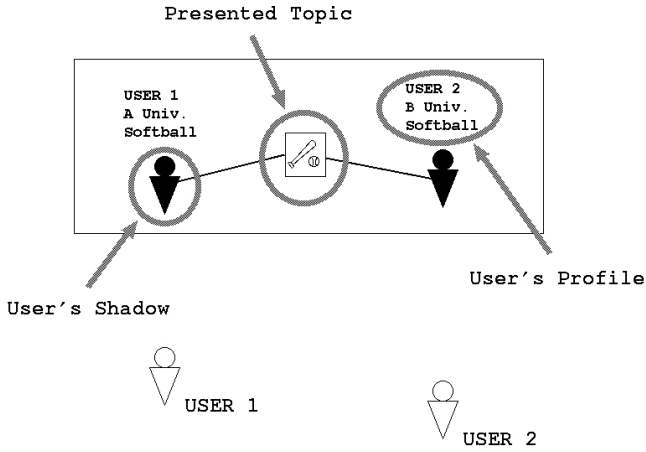 Presented Topic
USER 1
A Univ.
Softball
USER 2
B Univ.
Softball
User's Profile
User's Shadow
USER 1
USER 2